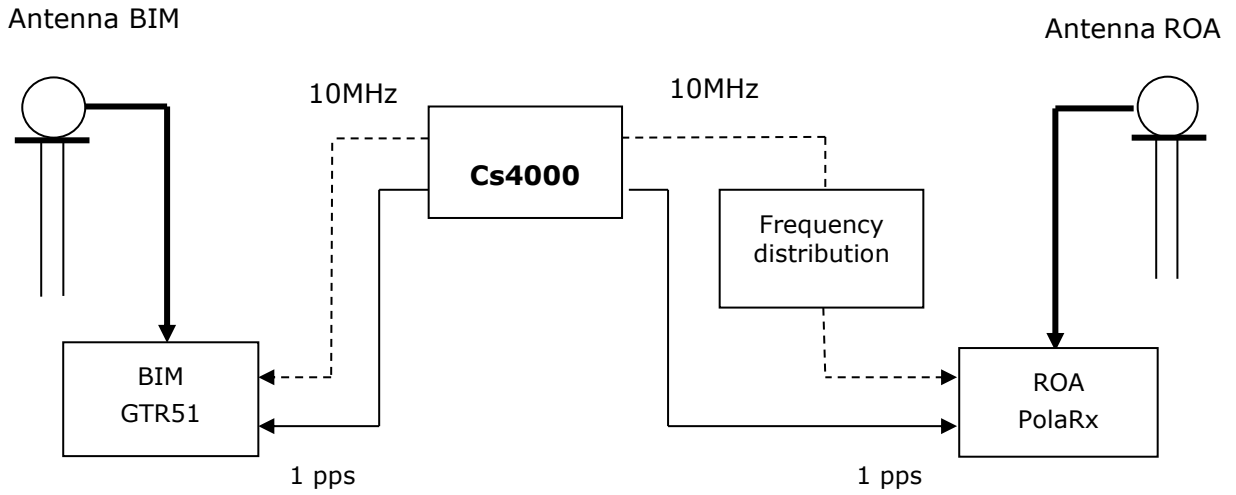 Antenna BIM
Antenna ROA
10MHz
10MHz
Cs4000
Frequency
distribution
BIM
GTR51
ROA
PolaRx
1 pps
1 pps